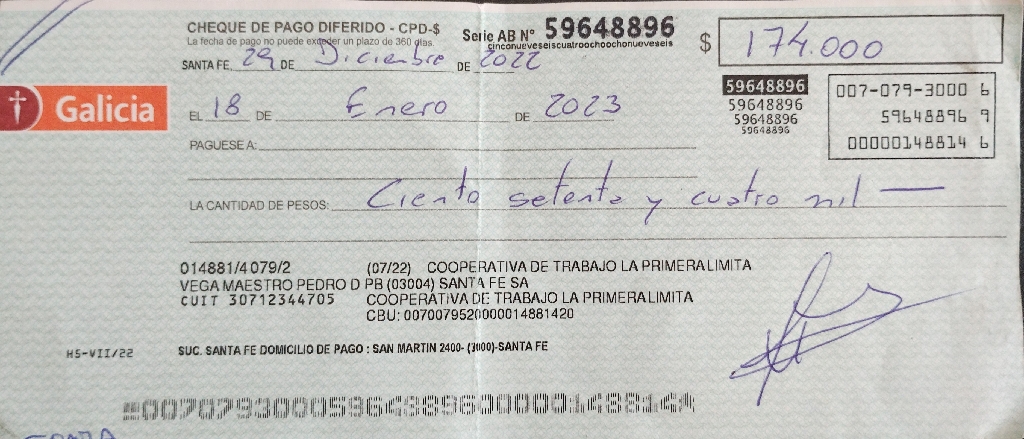 CHEQUE DE PAGO DIFERIDO - CPD-$
La fecha de pago no puede exceder un plazo de 360 días.
Serie AB Nº 59648896
cinconueveseiscuatroochoochonueveseis
$ 174.000
SANTA FE, 29 DE Diciembre DE 2022
Galicia
EL 18 DE Enero DE 2023
59648896
59648896
59648896
59648896
007-079-3000 6
59648896 9
00000148814 6
PAGUESE A:
LA CANTIDAD DE PESOS: Ciento setenta y cuatro mil
014881/4079/2 (07/22) COOPERATIVA DE TRABAJO LA PRIMERALIMITA
VEGA MAESTRO PEDRO D PB (03004) SANTA FE SA
CUIT 30712344705 COOPERATIVA DE TRABAJO LA PRIMERALIMITA
CBU: 0070079520000014881420
HS-VII/22
SUC. SANTA FE DOMICILIO DE PAGO : SAN MARTIN 2400- (3000)-SANTA FE